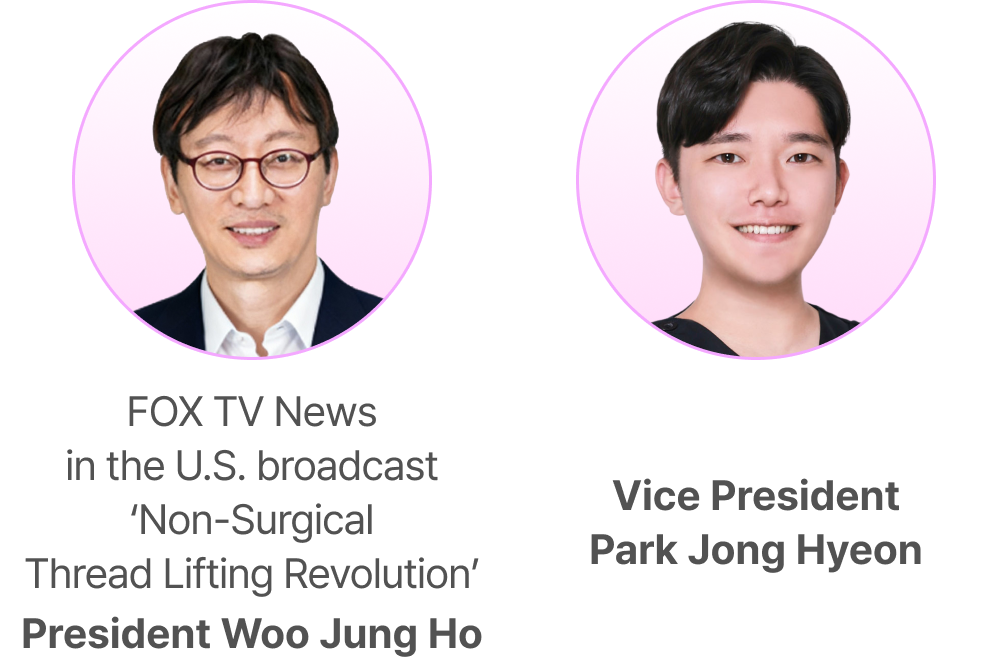 FOX TV News
in the U.S. broadcast
‘Non-Surgical
Thread Lifting Revolution’
President Woo Jung Ho
Vice President
Park Jong Hyeon